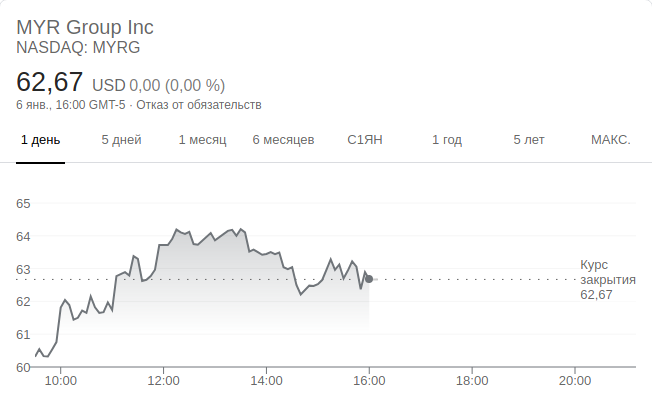 MYR Group Inc
NASDAQ: MYRG
62,67 USD 0,00 (0,00 %)
6 янв., 16:00 GMT-5 · Отказ от обязательств
1 день 5 дней 1 месяц 6 месяцев С1ЯН 1 год 5 лет МАКС.
65
64
63
62
61
60
Курс
закрытия
62,67
10:00 12:00 14:00 16:00 18:00 20:00